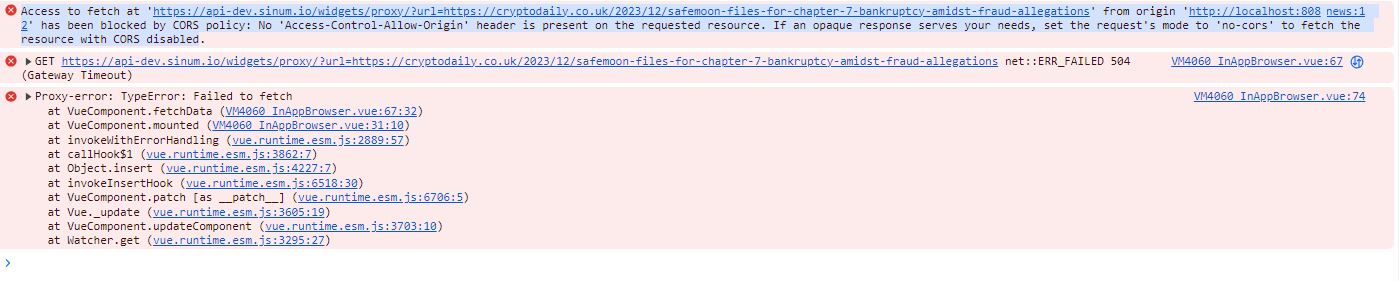 Access to fetch at 'https://api-dev.sinum.io/widgets/proxy/?url=https://cryptodaily.co.uk/2023/12/safemoon-files-for-chapter-7-bankruptcy-amidst-fraud-allegations' from origin 'http://localhost:808 news:1
2' has been blocked by CORS policy: No 'Access-Control-Allow-Origin' header is present on the requested resource. If an opaque response serves your needs, set the request's mode to 'no-cors' to fetch the
resource with CORS disabled.
GET https://api-dev.sinum.io/widgets/proxy/?url=https://cryptodaily.co.uk/2023/12/safemoon-files-for-chapter-7-bankruptcy-amidst-fraud-allegations net::ERR_FAILED 504 VM4060 InAppBrowser.vue:67
(Gateway Timeout)
Proxy-error: TypeError: Failed to fetch VM4060 InAppBrowser.vue:74
at VueComponent.fetchData (VM4060 InAppBrowser.vue:67:32)
at VueComponent.mounted (VM4060 InAppBrowser.vue:31:10)
at invokeWithErrorHandling (vue.runtime.esm.js:2889:57)
at callHook$1 (vue.runtime.esm.js:3862:7)
at Object.insert (vue.runtime.esm.js:4227:7)
at invokeInsertHook (vue.runtime.esm.js:6518:30)
at VueComponent.patch [as __patch__] (vue.runtime.esm.js:6706:5)
at Vue._update (vue.runtime.esm.js:3605:19)
at VueComponent.updateComponent (vue.runtime.esm.js:3703:10)
at Watcher.get (vue.runtime.esm.js:3295:27)